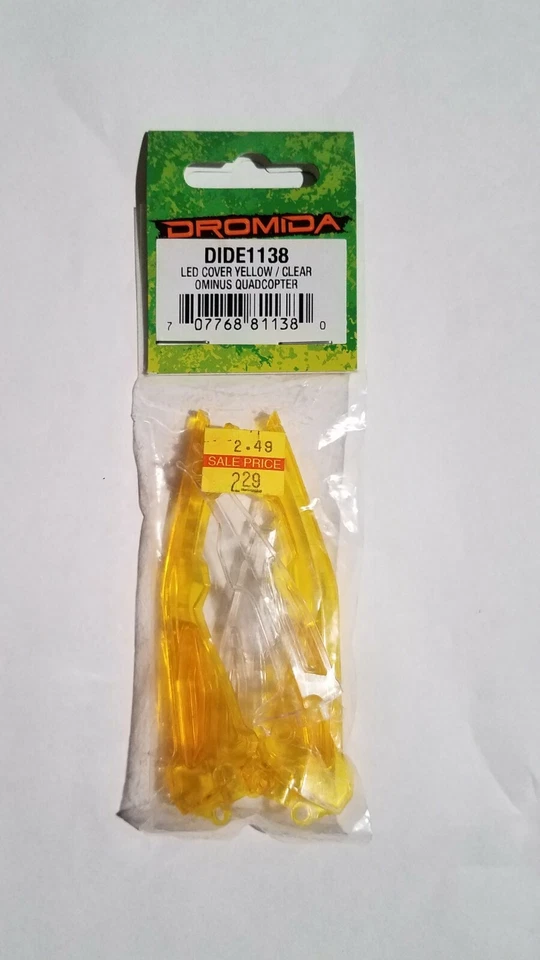 DROMIDA
DIDE1138
LED COVER YELLOW / CLEAR
OMINUS QUADCOPTER
7 07768 81138 0
2.49
SALE PRICE
229